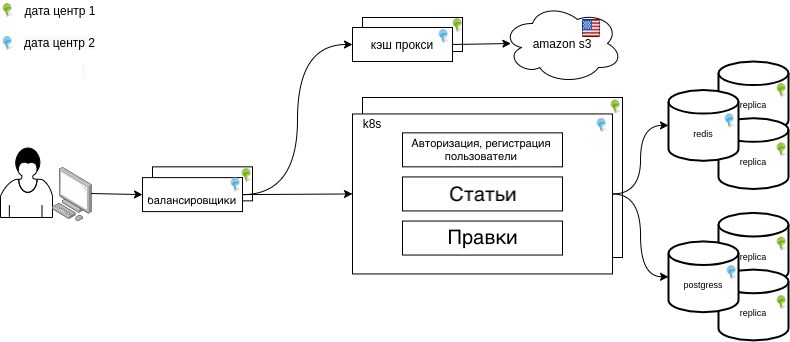 дата центр 1
дата центр 2
кэш прокси
amazon s3
k8s
Авторизация, регистрация
пользователи
Статьи
Правки
балансировщики
replica
redis
replica
replica
postgress
replica